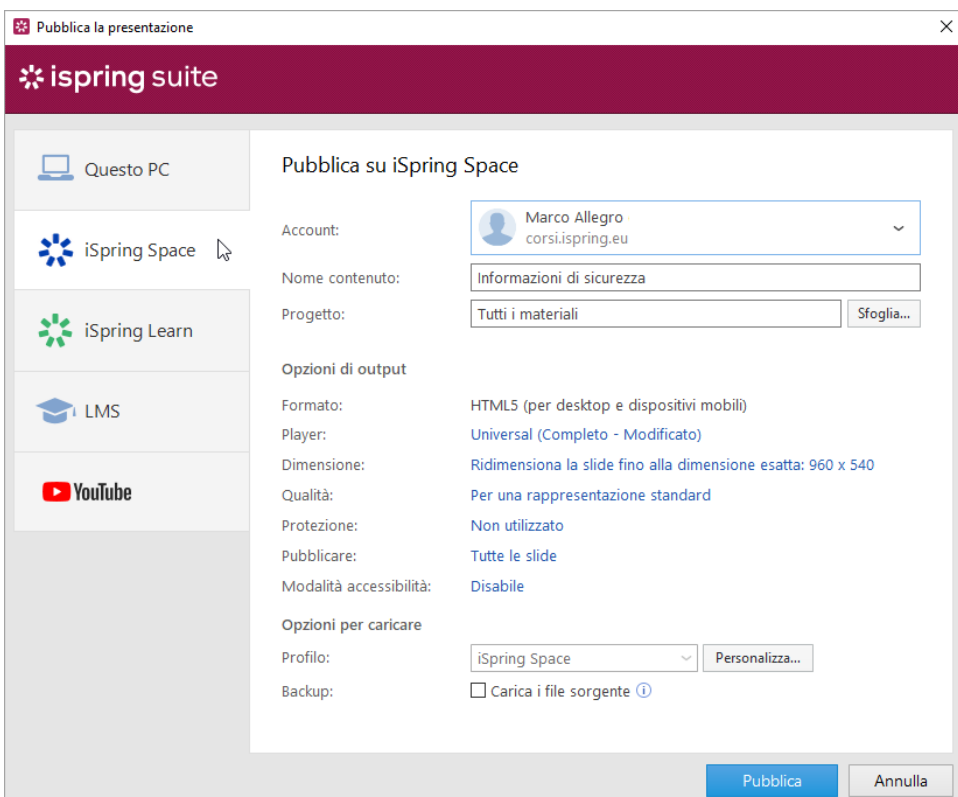 Pubblica la presentazione
ispring suite
Questo PC
iSpring Space
iSpring Learn
LMS
YouTube
Pubblica su iSpring Space
Account:
Marco Allegro
corsi.ispring.eu
Nome contenuto:
Informazioni di sicurezza
Progetto:
Tutti i materiali
Sfoglia...
Opzioni di output
Formato:
HTML5 (per desktop e dispositivi mobili)
Player:
Universal (Completo - Modificato)
Dimensione:
Ridimensiona la slide fino alla dimensione esatta: 960 x 540
Qualità:
Per una rappresentazione standard
Protezione:
Non utilizzato
Pubblicare:
Tutte le slide
Modalità accessibilità:
Disabile
Opzioni per caricare
Profilo:
iSpring Space
Personalizza...
Backup:
Carica i file sorgente
Pubblica
Annulla